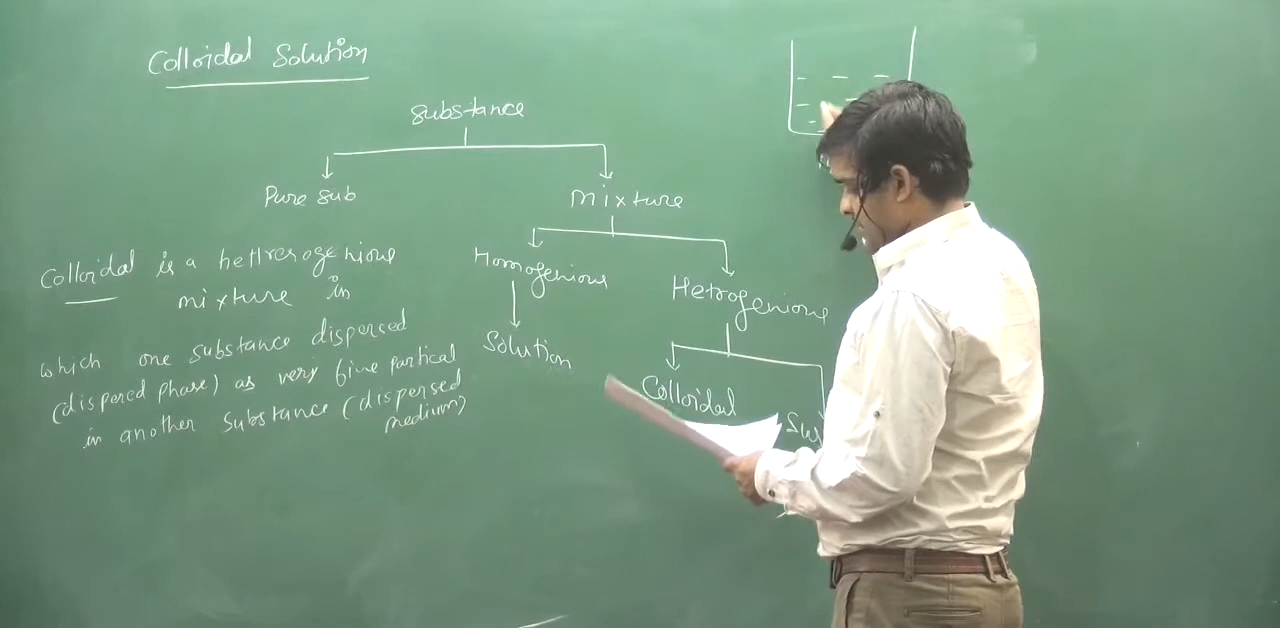 Colloidal Solution
Substance
Pure sub
mixture
Homogenious
Hetrogenious
Solution
Colloidal
Colloidal is a hethrogenious
mixture in
which one substance dispersed
(dispered phase) as very fine partical
in another substance (dispersed
medium)